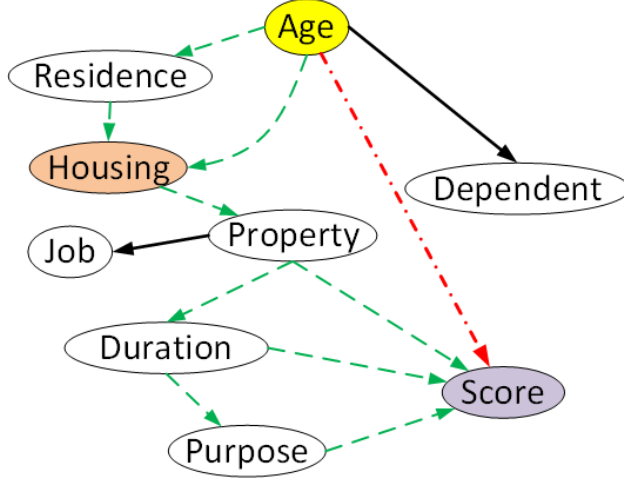 Age
Residence
Housing
Dependent
Job
Property
Duration
Score
Purpose